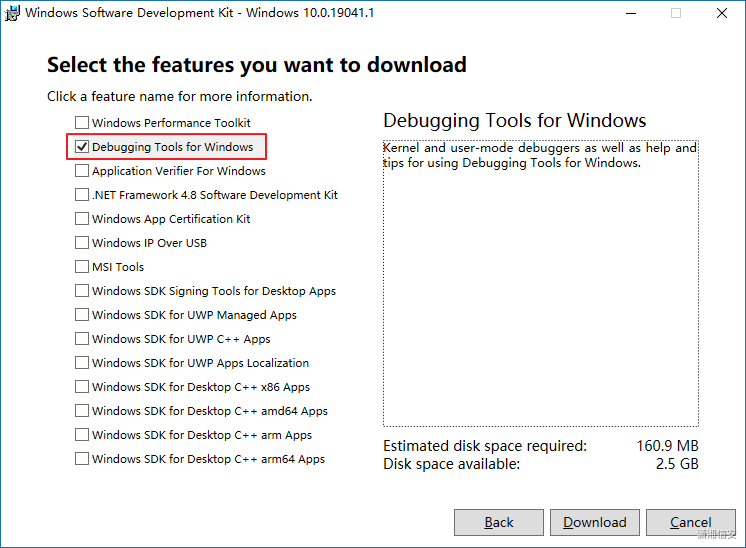 Windows Software Development Kit - Windows 10.0.19041.1
Select the features you want to download
Click a feature name for more information.
Windows Performance Toolkit
Debugging Tools for Windows
Application Verifier For Windows
.NET Framework 4.8 Software Development Kit
Windows App Certification Kit
Windows IP Over USB
MSI Tools
Windows SDK Signing Tools for Desktop Apps
Windows SDK for UWP Managed Apps
Windows SDK for UWP C++ Apps
Windows SDK for UWP Apps Localization
Windows SDK for Desktop C++ x86 Apps
Windows SDK for Desktop C++ amd64 Apps
Windows SDK for Desktop C++ arm Apps
Windows SDK for Desktop C++ arm64 Apps
Debugging Tools for Windows
Kernel and user-mode debuggers as well as help and
tips for using Debugging Tools for Windows.
Estimated disk space required: 160.9 MB
Disk space available: 2.5 GB
Back
Download
Cancel
潇湘信安